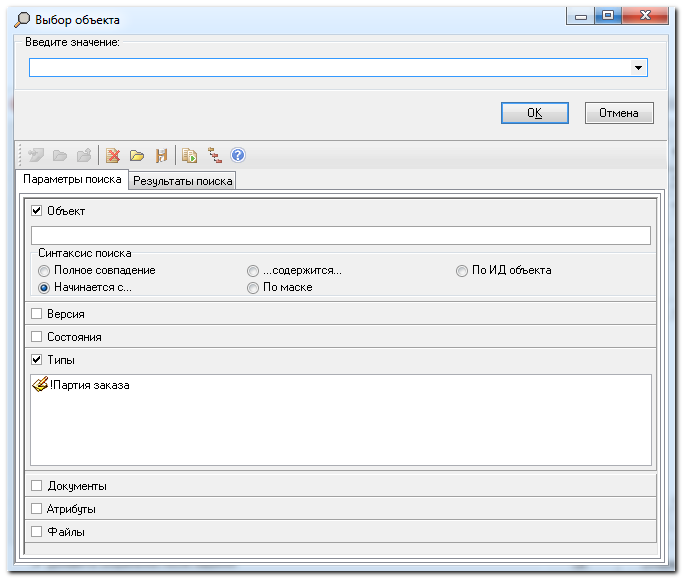 Выбор объекта
Введите значение:
OK
Отмена
Параметры поиска
Результаты поиска
Объект
Синтаксис поиска
Полное совпадение
...содержится...
По ИД объекта
Начинается с...
По маске
Версия
Состояния
Типы
!Партия заказа
Документы
Атрибуты
Файлы